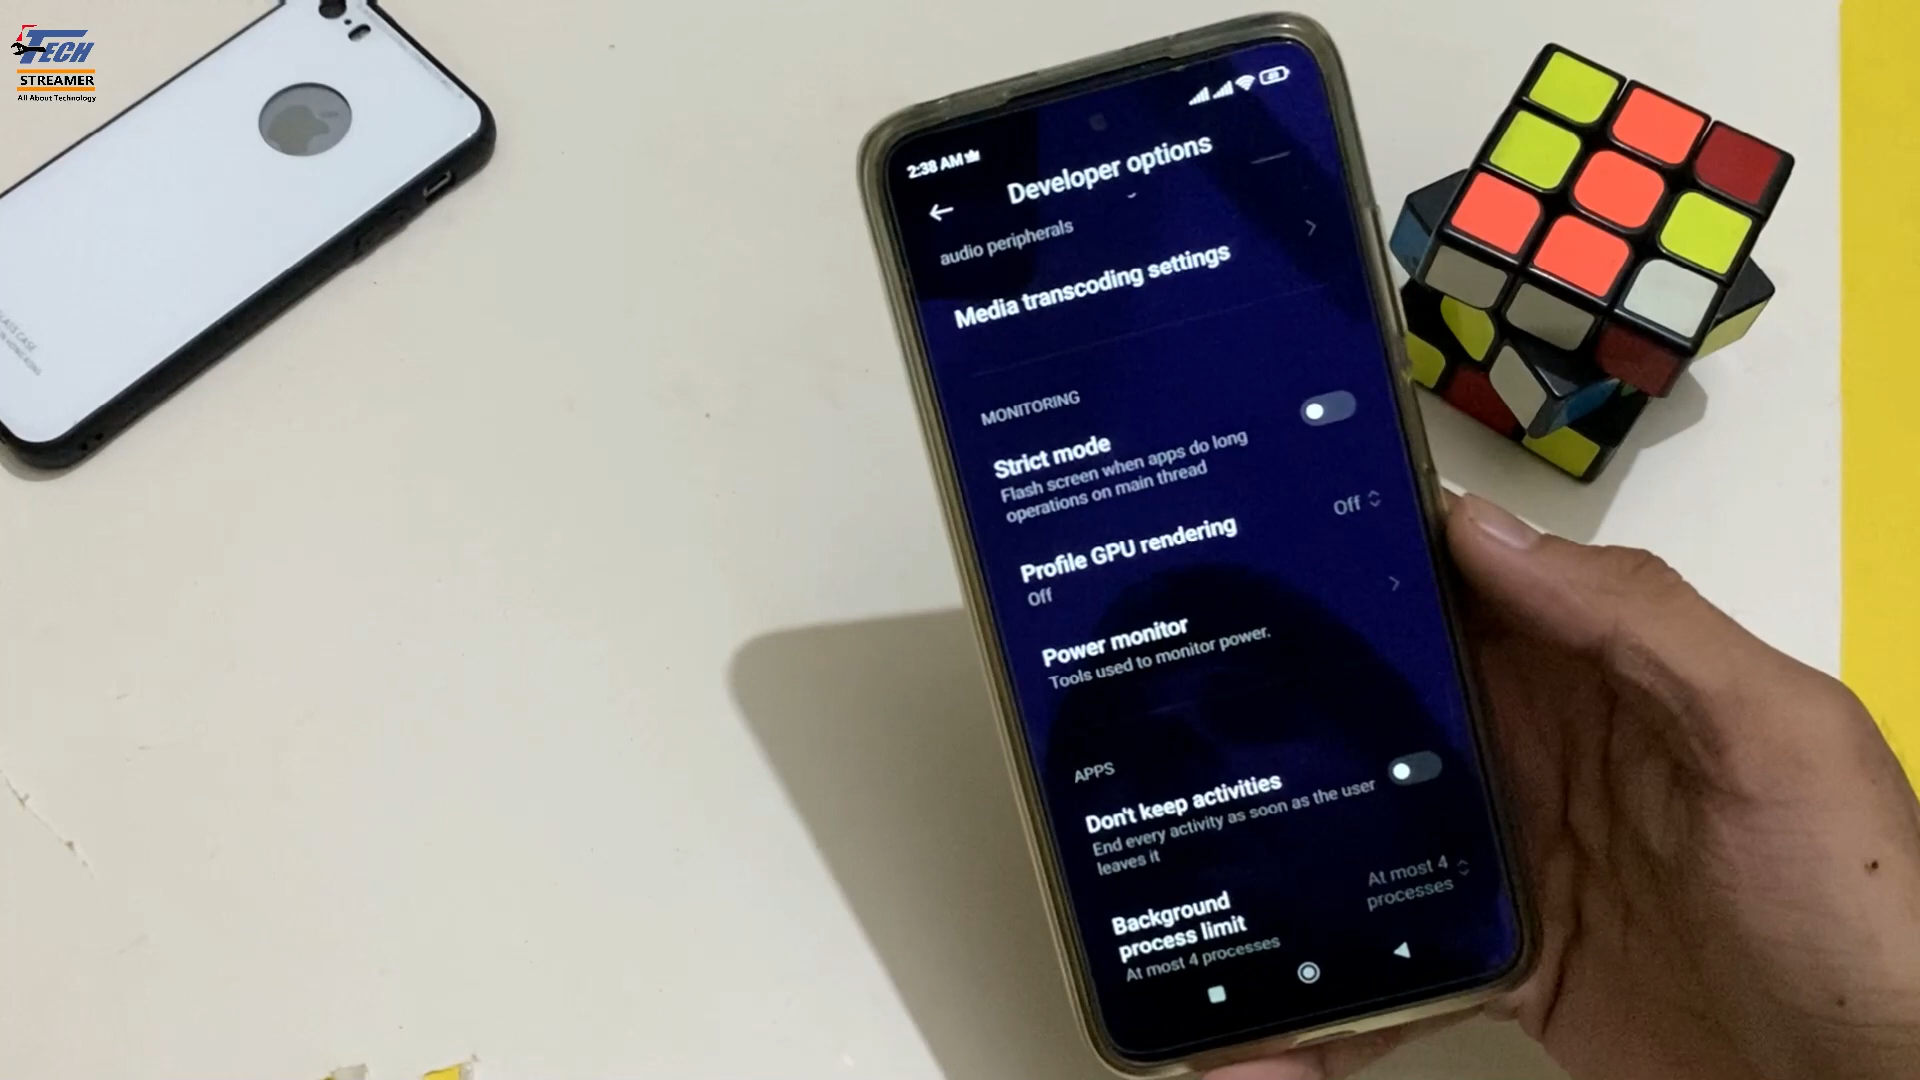 TECH
STREAMER
All About Technology
2:38 AM
Developer options
audio peripherals
Media transcoding settings
MONITORING
Strict mode
Flash screen when apps do long
operations on main thread
Profile GPU rendering
Off
Off
Power monitor
Tools used to monitor power.
APPS
Don't keep activities
End every activity as soon as the user
leaves it
Background
process limit
At most 4 processes
At most 4
processes